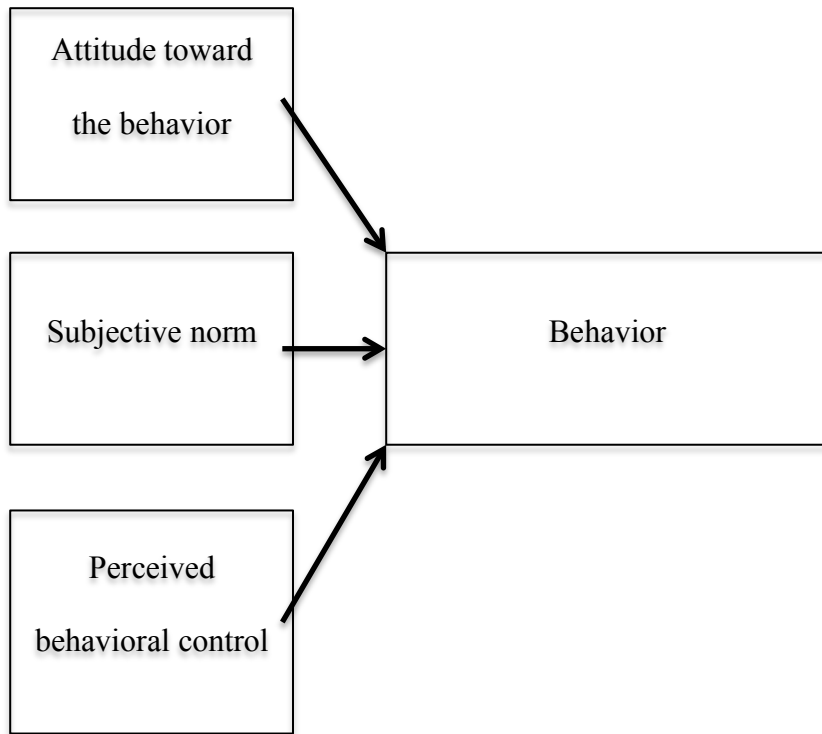 Attitude toward
the behavior
Subjective norm
Behavior
Perceived
behavioral control